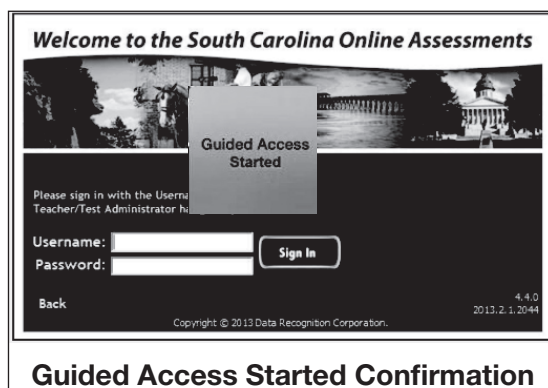 Welcome to the South Carolina Online Assessments
Guided Access
Started
Please sign in with the Userna
Teacher/Test Administrator ha
Username:
Password:
Sign In
Back
4.4.0
2013.2.1.2044
Copyright © 2013 Data Recognition Corporation.
Guided Access Started Confirmation